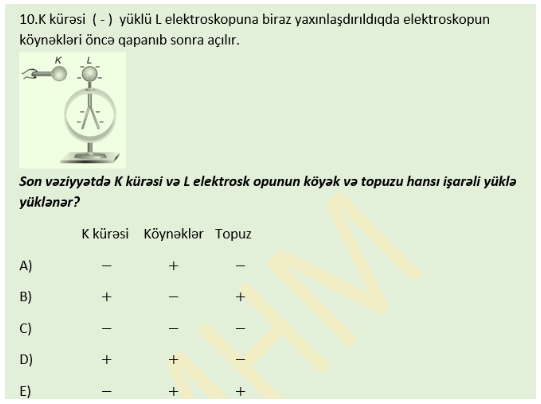 10.K kürəsi ( - ) yüklü L elektroskopuna biraz yaxınlaşdırıldıqda elektroskopun
köynəkləri öncə qapanıb sonra açılır.
K L
Son vəziyyətdə K kürəsi və L elektrosk opunun köyək və topuzu hansı işarəli yüklə
yüklənər?
K kürəsi Köynəklər Topuz
A) − + −
B) + − +
C) − − −
D) + + −
E) − + +
MHM